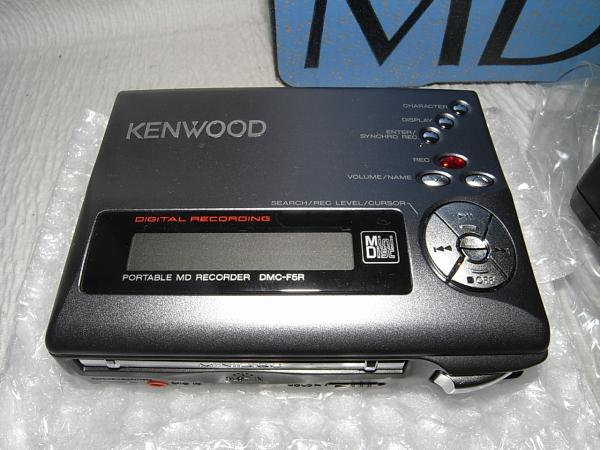 MD
CHARACTER
KENWOOD
DISPLAY
ENTER/
SYNCHRO REC
REC
VOLUME/NAME
SEARCH/REC LEVEL/CURSOR
DIGITAL RECORDING
Mini
Disc
PORTABLE MD RECORDER DMC-F5R
■OFF